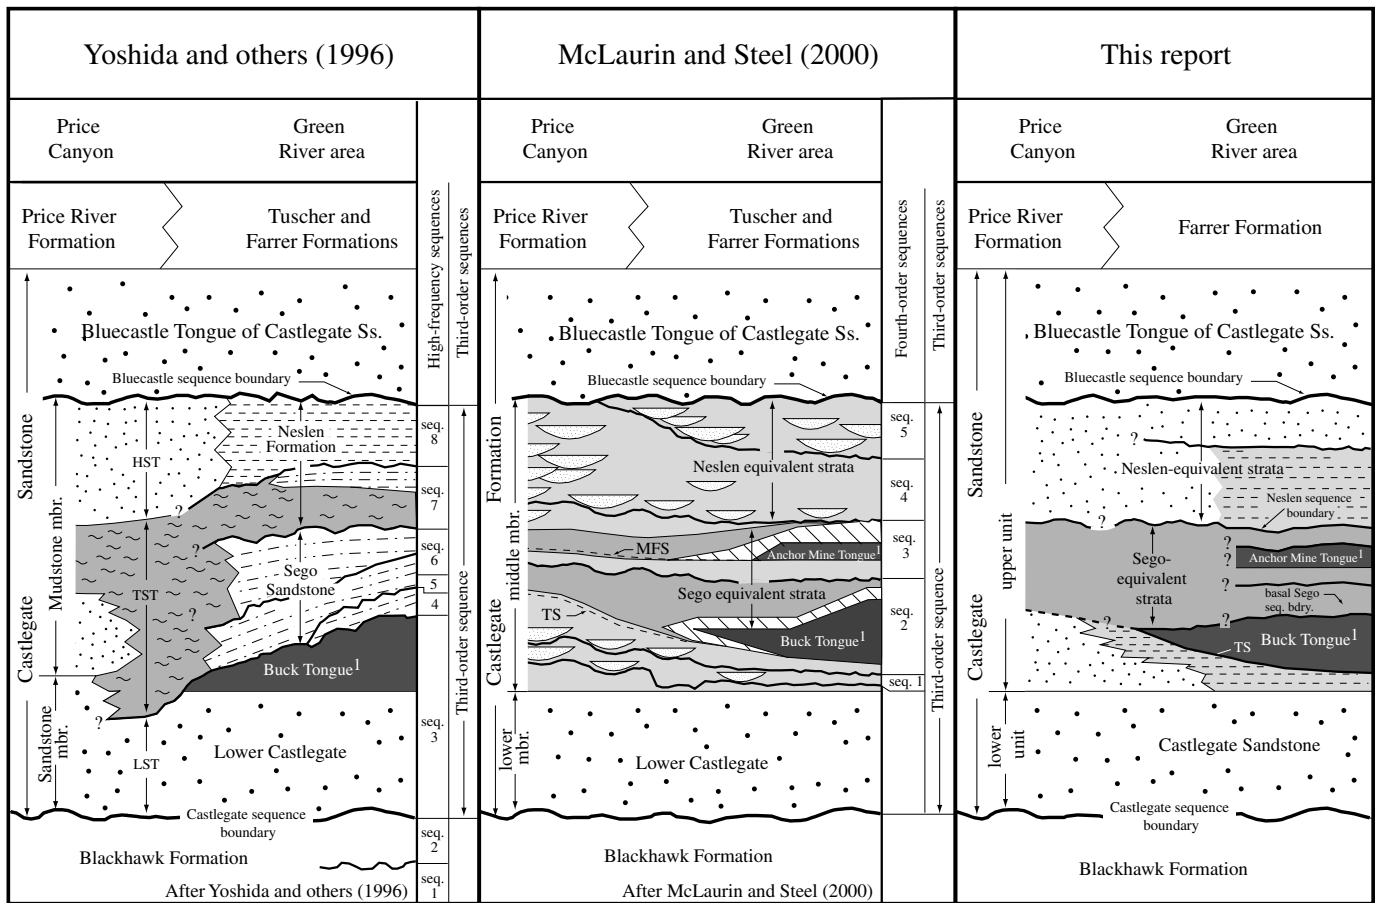 Yoshida and others (1996)
Price
Canyon
Green
River area
Price River
Formation
Tuscher and
Farrer Formations
High-frequency sequences
Third-order sequences
Bluecastle Tongue of Castlegate Ss.
Bluecastle sequence boundary
Castlegate
Sandstone
Mudstone mbr.
Sandstone
mbr.
HST
Neslen
Formation
seq.
8
?
seq.
7
?
seq.
6
TST
Sego
Sandstone
5
4
?
Buck Tongue1
?
seq.
3
LST
Lower Castlegate
Third-order sequence
Castlegate sequence
boundary
seq.
2
Blackhawk Formation
seq.
1
After Yoshida and others (1996)
McLaurin and Steel (2000)
Price
Canyon
Green
River area
Price River
Formation
Tuscher and
Farrer Formations
Fourth-order sequences
Third-order sequences
Bluecastle Tongue of Castlegate Ss.
Bluecastle sequence boundary
Castlegate
Formation
middle mbr.
lower
mbr.
seq.
5
Neslen equivalent strata
seq.
4
MFS
Anchor Mine Tongue1
seq.
3
Sego equivalent strata
TS
seq.
2
Buck Tongue1
seq. 1
Lower Castlegate
Third-order sequence
Blackhawk Formation
After McLaurin and Steel (2000)
This report
Price
Canyon
Green
River area
Price River
Formation
Farrer Formation
Bluecastle Tongue of Castlegate Ss.
Bluecastle sequence boundary
Castlegate
Sandstone
upper unit
lower
unit
?
Neslen-equivalent strata
Neslen sequence
boundary
?
?
Anchor Mine Tongue1
?
Sego-
equivalent
strata
basal Sego
seq. bdry.
?
?
Buck Tongue1
TS
Castlegate Sandstone
Castlegate sequence
boundary
Blackhawk Formation